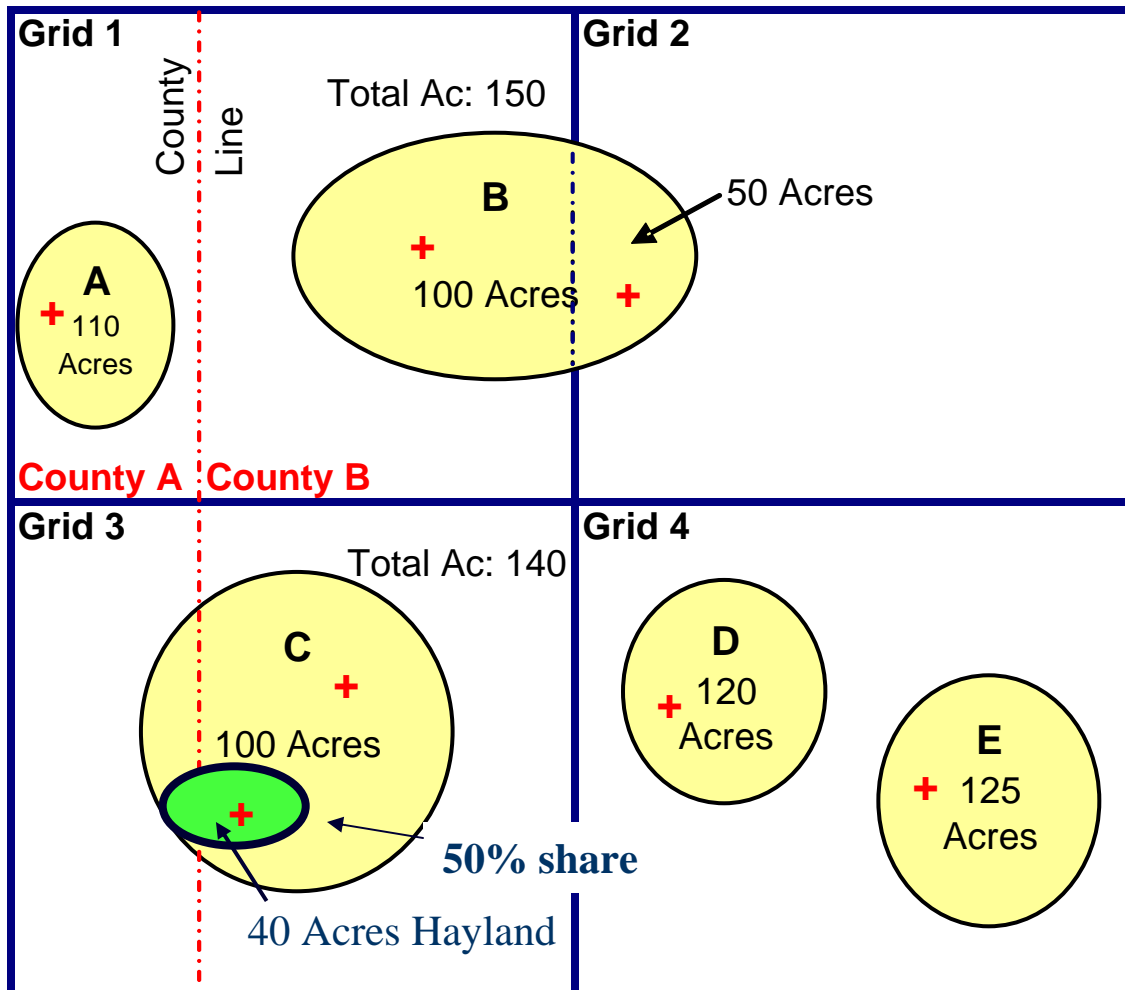 Grid 1
Grid 2
County
Line
Total Ac: 150
B
50 Acres
100 Acres
A
110
Acres
County A
County B
Grid 3
Grid 4
Total Ac: 140
C
100 Acres
50% share
40 Acres Hayland
D
120
Acres
E
125
Acres